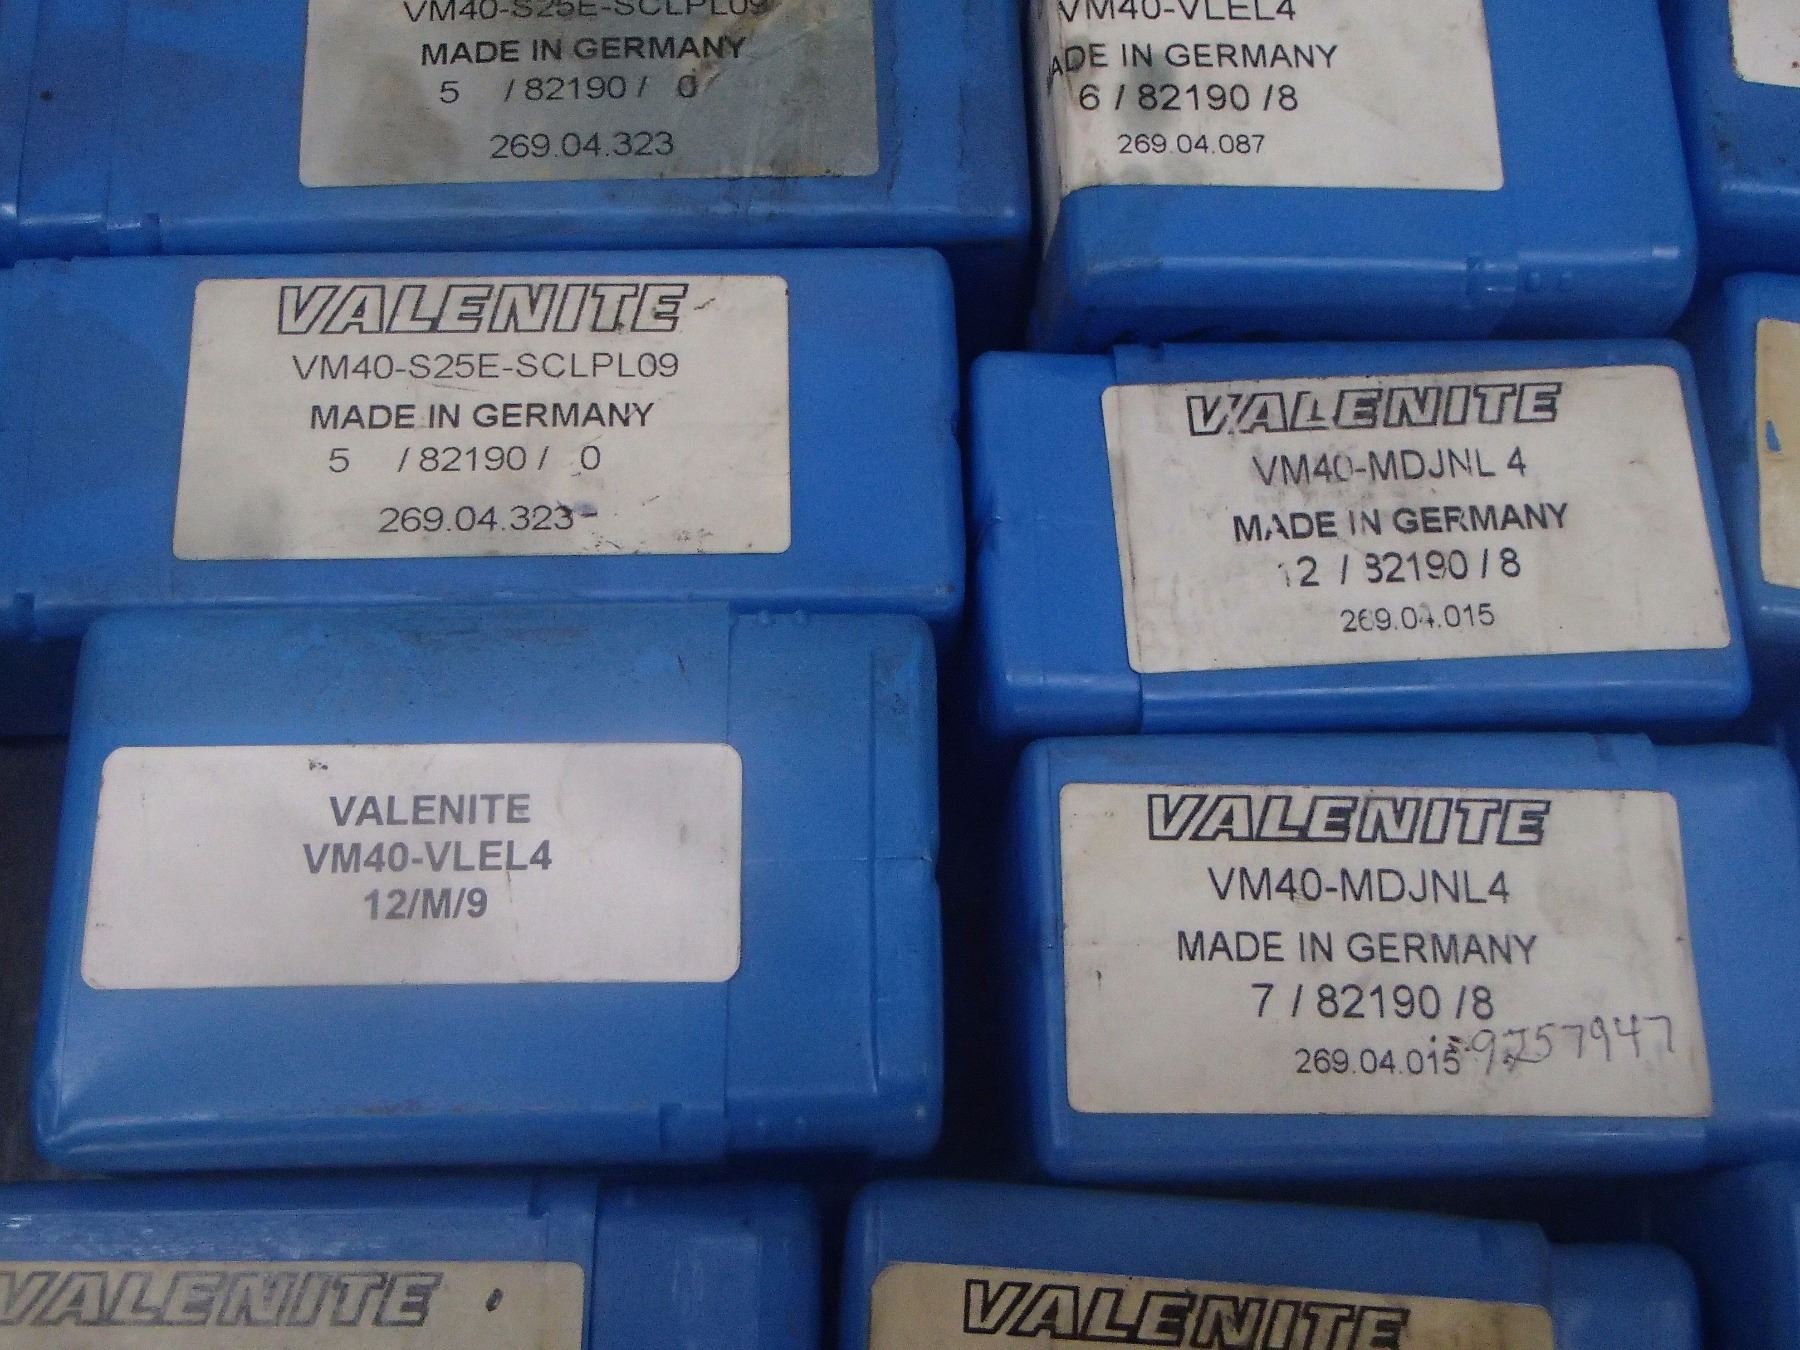 VM40-S25E-SCLPL09
MADE IN GERMANY
5 / 82190 / 0
269.04.323
VM40-VLEL4
MADE IN GERMANY
6 / 82190 /8
269.04.087
VALENITE
VM40-S25E-SCLPL09
MADE IN GERMANY
5 / 82190 / 0
269.04.323
VALENITE
VM40-MDJNL 4
MADE IN GERMANY
12 / 82190 / 8
269.04.015
VALENITE
VM40-VLEL4
12/M/9
VALENITE
VM40-MDJNL4
MADE IN GERMANY
7 / 82190 /8
269.04.015
VALENITE
VALENITE